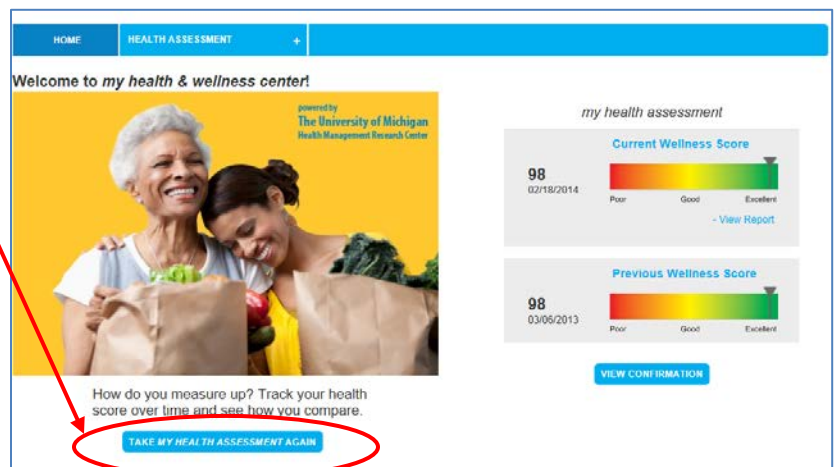 HOME HEALTH ASSESSMENT +
Welcome to my health & wellness center!
powered by
The University of Michigan
Health Management Research Center
How do you measure up? Track your health
score over time and see how you compare.
TAKE MY HEALTH ASSESSMENT AGAIN
my health assessment
Current Wellness Score
98
02/18/2014
Poor Good Excellent
- View Report
Previous Wellness Score
98
03/06/2013
Poor Good Excellent
VIEW CONFIRMATION